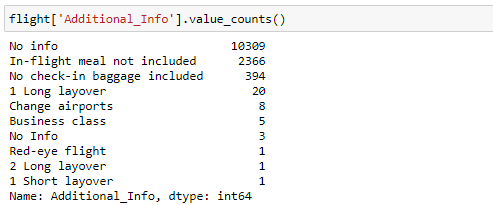 flight['Additional_Info'].value_counts()
No info                         10309
In-flight meal not included      2366
No check-in baggage included      394
1 Long layover                     20
Change airports                     8
Business class                      5
No Info                             3
Red-eye flight                      1
2 Long layover                      1
1 Short layover                     1
Name: Additional_Info, dtype: int64